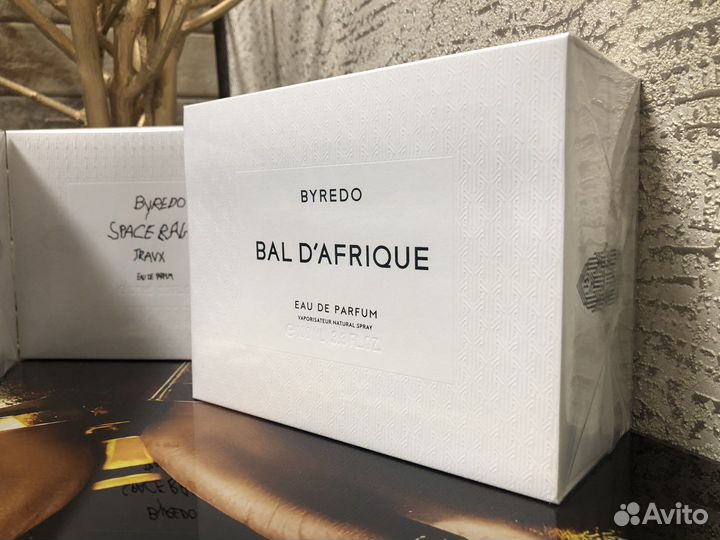 BYREDO
SPACE RAG
TRAVX
EAU DE PARFUM
BYREDO
BAL D'AFRIQUE
EAU DE PARFUM
VAPORISATEUR NATURAL SPRAY
Avito